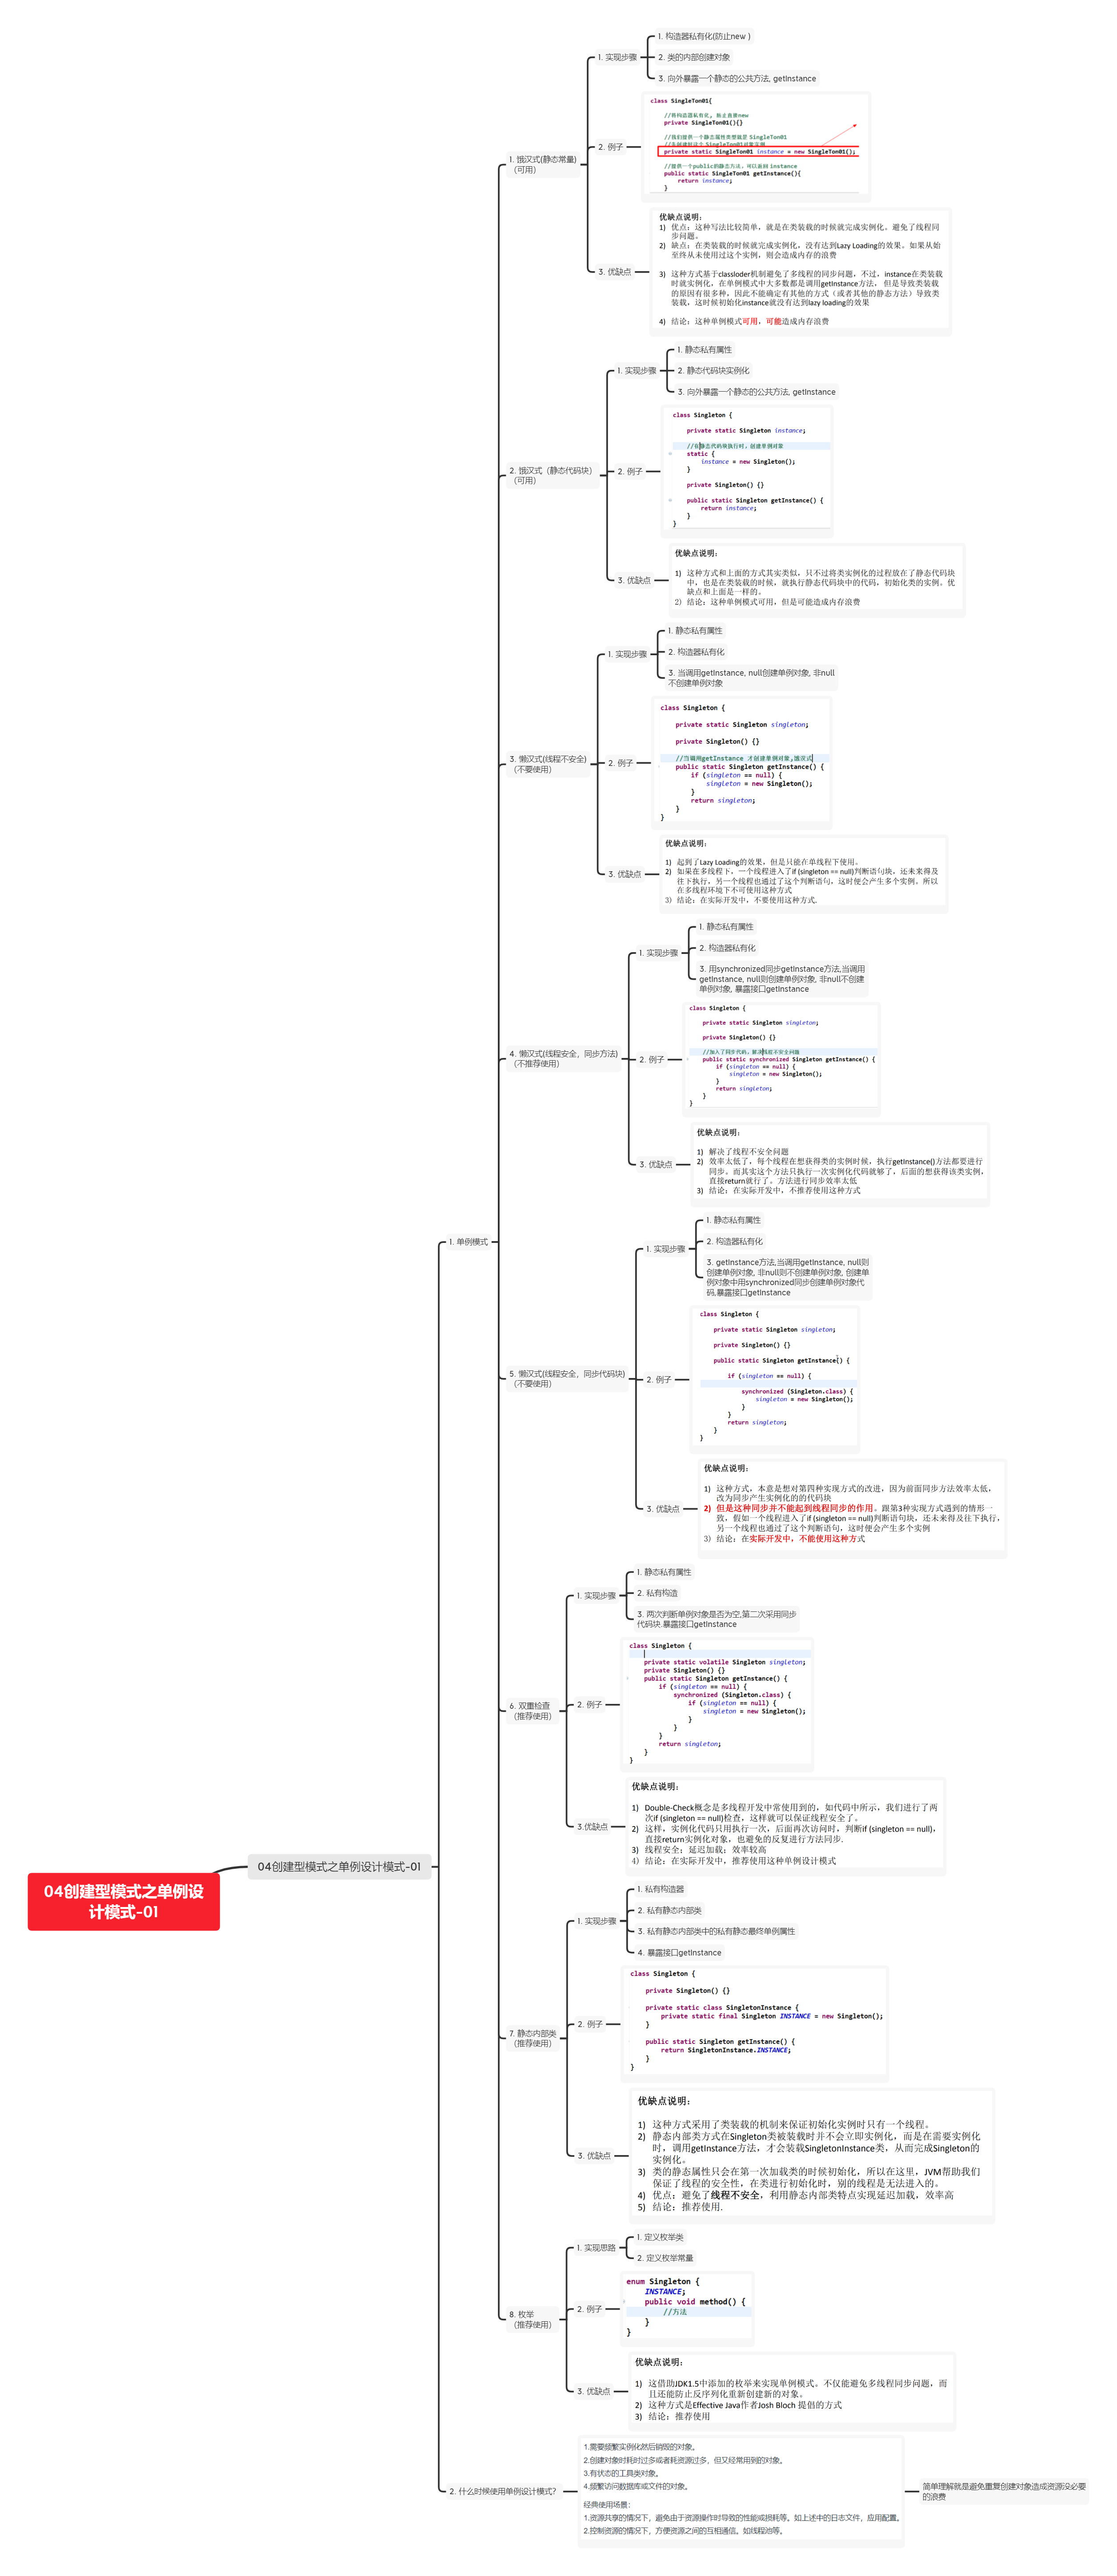 04创建型模式之单例设
计模式-01
04创建型模式之单例设计模式-01
1. 单例模式
1. 饿汉式(静态常量)
（可用）
1. 实现步骤
1. 构造器私有化(防止new )
2. 类的内部创建对象
3. 向外暴露一个静态的公共方法, getInstance
2. 例子
class SingleTon01{
//将构造器私有化, 防止直接new
private SingleTon01(){}
//我们提供一个静态属性类型就是 SingleTon01
private static SingleTon01 instance = new SingleTon01();
//提供一个public的静态方法, 可以返回 instance
public static SingleTon01 getInstance(){
return instance;
}
3. 优缺点
优缺点说明：
1) 优点：这种写法比较简单，就是在类装载的时候就完成实例化。避免了线程同
步问题。
2) 缺点：在类装载的时候就完成实例化，没有达到Lazy Loading的效果。如果从始
至终从未使用过这个实例，则会造成内存的浪费
3) 这种方式基于classloder机制避免了多线程的同步问题，不过，instance在类装载
时就实例化，在单例模式中大多数都是调用getInstance方法， 但是导致类装载
的原因有很多种，因此不能确定有其他的方式（或者其他的静态方法）导致类
装载，这时候初始化instance就没有达到lazy loading的效果
4) 结论：这种单例模式可用，可能造成内存浪费
2. 饿汉式（静态代码块）
（可用）
1. 实现步骤
1. 静态私有属性
2. 静态代码块实例化
3. 向外暴露一个静态的公共方法, getInstance
2. 例子
class Singleton {
private static Singleton instance;
//在静态代码块执行时，创建单例对象
static {
instance = new Singleton();
}
private Singleton() {}
public static Singleton getInstance() {
return instance;
}
}
3. 优缺点
优缺点说明：
1) 这种方式和上面的方式其实类似，只不过将类实例化的过程放在了静态代码块
中，也是在类装载的时候，就执行静态代码块中的代码，初始化类的实例。优
缺点和上面是一样的。
2) 结论：这种单例模式可用，但是可能造成内存浪费
3. 懒汉式(线程不安全)
（不要使用）
1. 实现步骤
1. 静态私有属性
2. 构造器私有化
3. 当调用getInstance, null创建单例对象, 非null
不创建单例对象
2. 例子
class Singleton {
private static Singleton singleton;
private Singleton() {}
//当调用getInstance 才创建单例对象,饿汉式
public static Singleton getInstance() {
if (singleton == null) {
singleton = new Singleton();
}
return singleton;
}
}
3. 优缺点
优缺点说明：
1) 起到了Lazy Loading的效果，但是只能在单线程下使用。
2) 如果在多线程下，一个线程进入了if (singleton == null)判断语句块，还未来得及
往下执行，另一个线程也通过了这个判断语句，这时便会产生多个实例。所以
在多线程环境下不可使用这种方式
3) 结论：在实际开发中，不要使用这种方式.
4. 懒汉式(线程安全，同步方法)
（不推荐使用）
1. 实现步骤
1. 静态私有属性
2. 构造器私有化
3. 用synchronized同步getInstance方法,当调用
getInstance, null则创建单例对象, 非null不创建
单例对象, 暴露接口getInstance
2. 例子
class Singleton {
private static Singleton singleton;
private Singleton() {}
//加入了同步代码，解决线程不安全问题
public static synchronized Singleton getInstance() {
if (singleton == null) {
singleton = new Singleton();
}
return singleton;
}
}
3. 优缺点
优缺点说明：
1) 解决了线程不安全问题
2) 效率太低了，每个线程在想获得类的实例时候，执行getInstance()方法都要进行
同步。而其实这个方法只执行一次实例化代码就够了，后面的想获得该类实例，
直接return就行了。方法进行同步效率太低
3) 结论：在实际开发中，不推荐使用这种方式
5. 懒汉式(线程安全，同步代码块)
（不要使用）
1. 实现步骤
1. 静态私有属性
2. 构造器私有化
3. getInstance方法,当调用getInstance, null则
创建单例对象, 非null则不创建单例对象, 创建单
例对象中用synchronized同步创建单例对象代
码,暴露接口getInstance
2. 例子
class Singleton {
private static Singleton singleton;
private Singleton() {}
public static Singleton getInstance() {
if (singleton == null) {
synchronized (Singleton.class) {
singleton = new Singleton();
}
}
return singleton;
}
}
3. 优缺点
优缺点说明：
1) 这种方式，本意是想对第四种实现方式的改进，因为前面同步方法效率太低，
改为同步产生实例化的的代码块
2) 但是这种同步并不能起到线程同步的作用。跟第3种实现方式遇到的情形一
致，假如一个线程进入了if (singleton == null)判断语句块，还未来得及往下执行，
另一个线程也通过了这个判断语句，这时便会产生多个实例
3) 结论：在实际开发中，不能使用这种方式
6. 双重检查
（推荐使用）
1. 实现步骤
1. 静态私有属性
2. 私有构造
3. 两次判断单例对象是否为空,第二次采用同步
代码块.暴露接口getInstance
2. 例子
class Singleton {
private static volatile Singleton singleton;
private Singleton() {}
public static Singleton getInstance() {
if (singleton == null) {
synchronized (Singleton.class) {
if (singleton == null) {
singleton = new Singleton();
}
}
}
return singleton;
}
}
3.优缺点
优缺点说明：
1) Double-Check概念是多线程开发中常使用到的，如代码中所示，我们进行了两
次if (singleton == null)检查，这样就可以保证线程安全了。
2) 这样，实例化代码只用执行一次，后面再次访问时，判断if (singleton == null)，
直接return实例化对象，也避免的反复进行方法同步.
3) 线程安全；延迟加载；效率较高
4) 结论：在实际开发中，推荐使用这种单例设计模式
7. 静态内部类
（推荐使用）
1. 实现步骤
1. 私有构造器
2. 私有静态内部类
3. 私有静态内部类中的私有静态最终单例属性
4. 暴露接口getInstance
2. 例子
class Singleton {
private Singleton() {}
private static class SingletonInstance {
private static final Singleton INSTANCE = new Singleton();
}
public static Singleton getInstance() {
return SingletonInstance.INSTANCE;
}
}
3. 优缺点
优缺点说明：
1) 这种方式采用了类装载的机制来保证初始化实例时只有一个线程。
2) 静态内部类方式在Singleton类被装载时并不会立即实例化，而是在需要实例化
时，调用getInstance方法，才会装载SingletonInstance类，从而完成Singleton的
实例化。
3) 类的静态属性只会在第一次加载类的时候初始化，所以在这里，JVM帮助我们
保证了线程的安全性，在类进行初始化时，别的线程是无法进入的。
4) 优点：避免了线程不安全，利用静态内部类特点实现延迟加载，效率高
5) 结论：推荐使用.
8. 枚举
（推荐使用）
1. 实现思路
1. 定义枚举类
2. 定义枚举常量
2. 例子
enum Singleton {
INSTANCE;
public void method() {
//方法
}
}
3. 优缺点
优缺点说明：
1) 这借助JDK1.5中添加的枚举来实现单例模式。不仅能避免多线程同步问题，而
且还能防止反序列化重新创建新的对象。
2) 这种方式是Effective Java作者Josh Bloch 提倡的方式
3) 结论：推荐使用
2. 什么时候使用单例设计模式?
1.需要频繁实例化然后销毁的对象。
2.创建对象时耗时过多或者耗资源过多，但又经常用到的对象。
3.有状态的工具类对象。
4.频繁访问数据库或文件的对象。
经典使用场景：
1.资源共享的情况下，避免由于资源操作时导致的性能或损耗等。如上述中的日志文件，应用配置。
2.控制资源的情况下，方便资源之间的互相通信。如线程池等。
简单理解就是避免重复创建对象造成资源没必要
的浪费